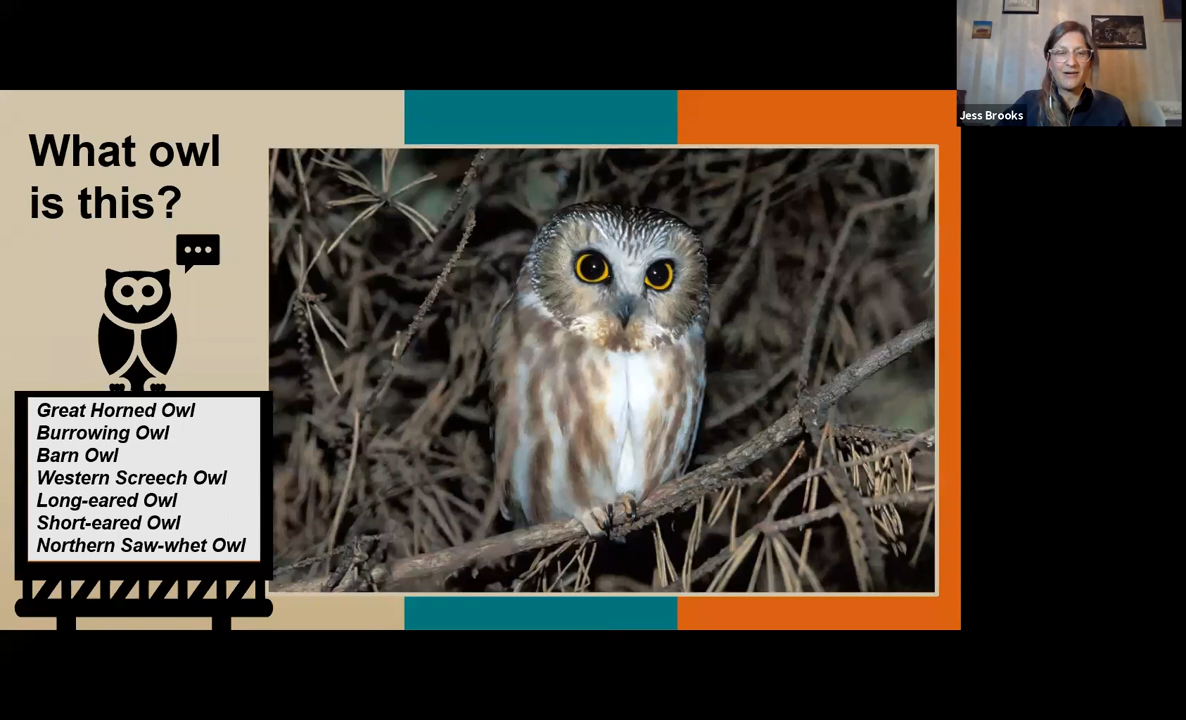 What owl
is this?
Great Horned Owl
Burrowing Owl
Barn Owl
Western Screech Owl
Long-eared Owl
Short-eared Owl
Northern Saw-whet Owl
Jess Brooks